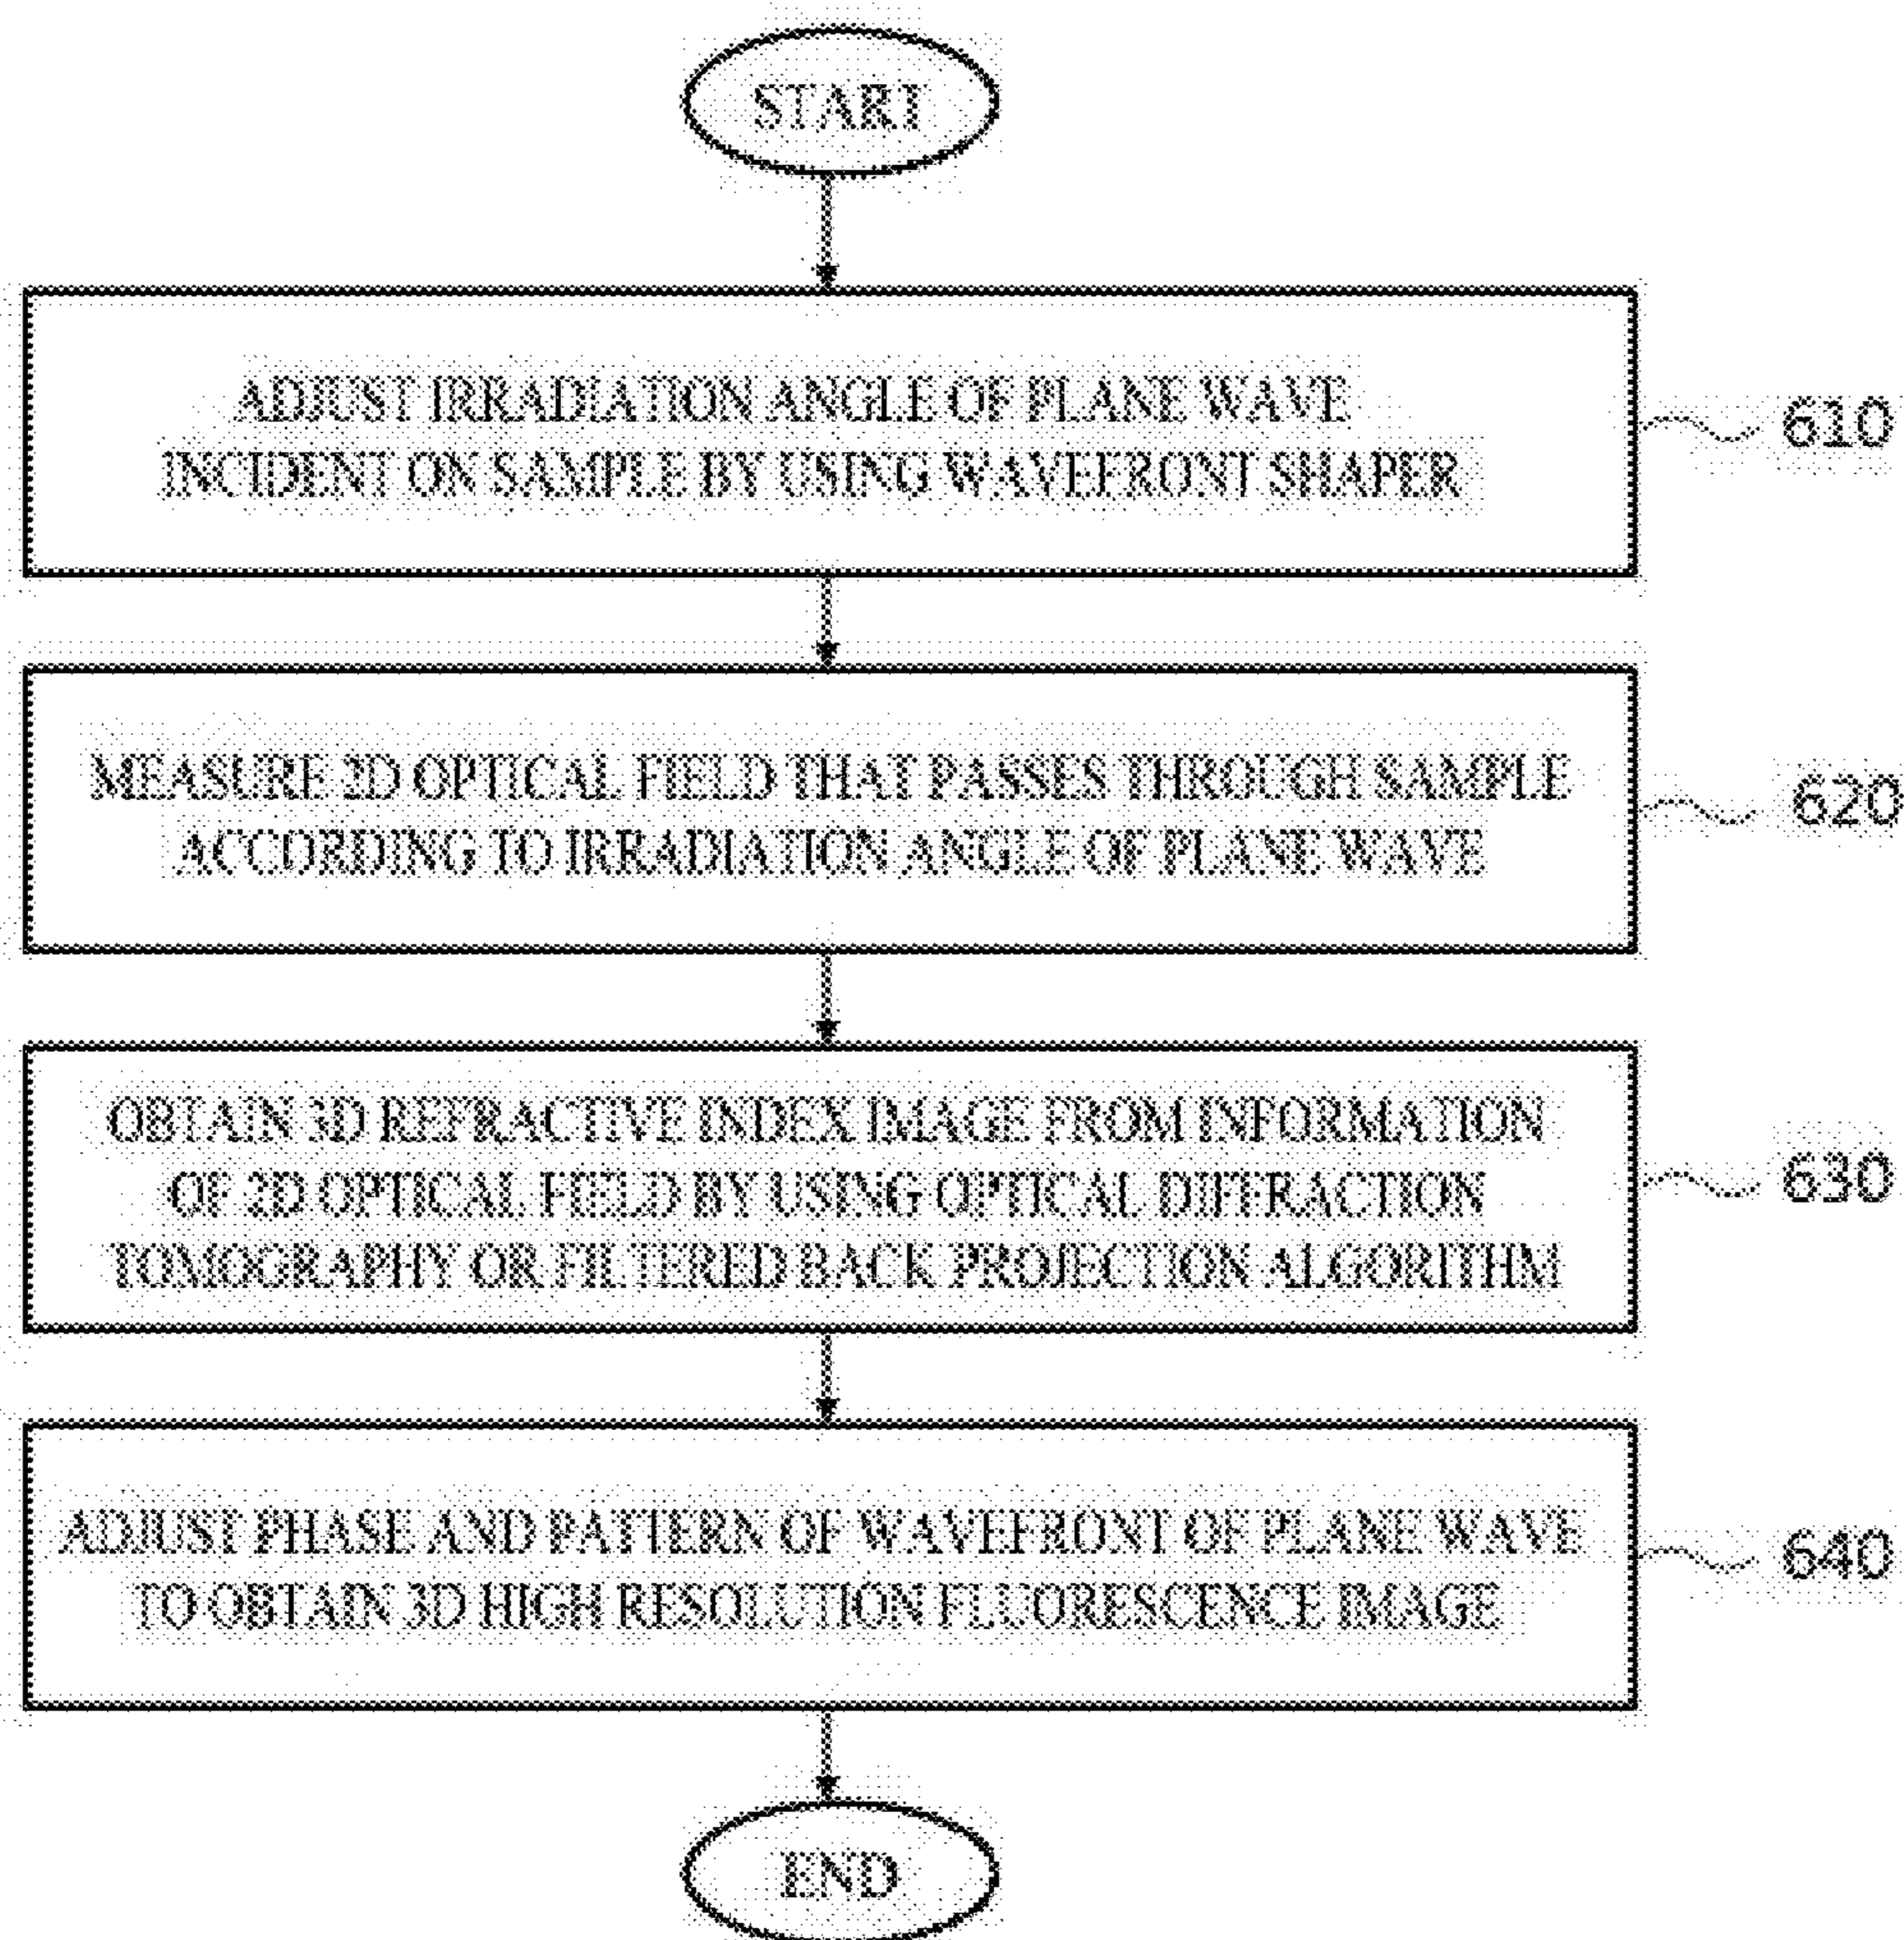 START
ADJUST IRRADIATION ANGLE OF PLANE WAVE
INCIDENT ON SAMPLE BY USING WAVEFRONT SHAPER
610
MEASURE 2D OPTICAL FIELD THAT PASSES THROUGH SAMPLE
ACCORDING TO IRRADIATION ANGLE OF PLANE WAVE
620
OBTAIN 3D REFRACTIVE INDEX IMAGE FROM INFORMATION
OF 2D OPTICAL FIELD BY USING OPTICAL DIFFRACTION
TOMOGRAPHY OR FILTERED BACK PROJECTION ALGORITHM
630
ADJUST PHASE AND PATTERN OF WAVEFRONT OF PLANE WAVE
TO OBTAIN 3D HIGH RESOLUTION FLUORESCENCE IMAGE
640
END